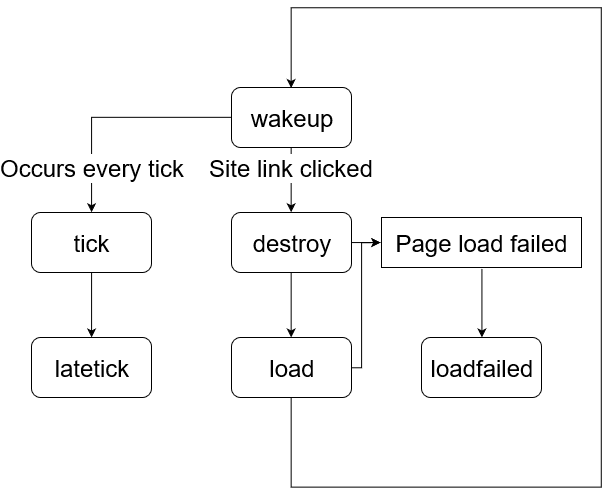 wakeup
Occurs every tick
Site link clicked
tick
destroy
Page load failed
latetick
load
loadfailed